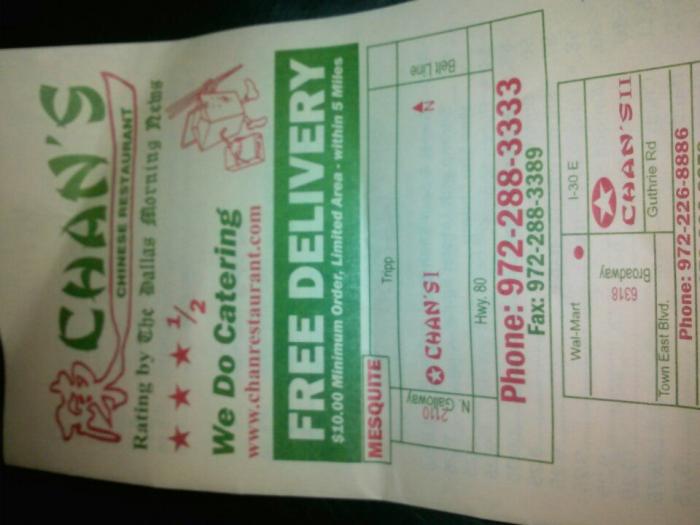 陳
CHAN'S
CHINESE RESTAURANT
Rating by The Dallas Morning News
★ ★ ★ 1/2
We Do Catering
www.chanrestaurant.com
FREE DELIVERY
$10.00 Minimum Order, Limited Area - within 5 Miles
MESQUITE
Tripp
Belt Line
2110
N. Galloway
CHAN'S I
N
Hwy. 80
Phone: 972-288-3333
Fax: 972-288-3389
Wal-Mart
I-30 E
CHAN'S II
6318
Broadway
Guthrie Rd
Town East Blvd.
Phone: 972-226-8886